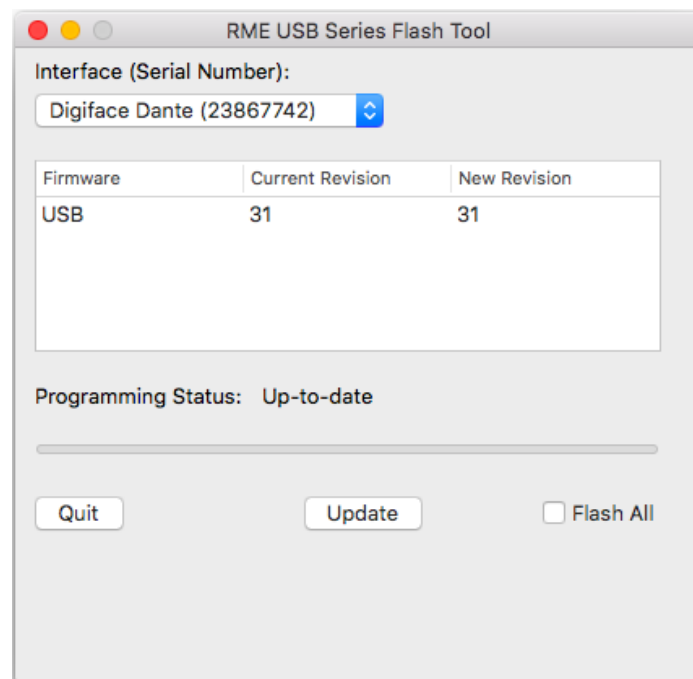 RME USB Series Flash Tool
Interface (Serial Number):
Digiface Dante (23867742)
Firmware Current Revision New Revision
USB 31 31
Programming Status: Up-to-date
Quit Update Flash All